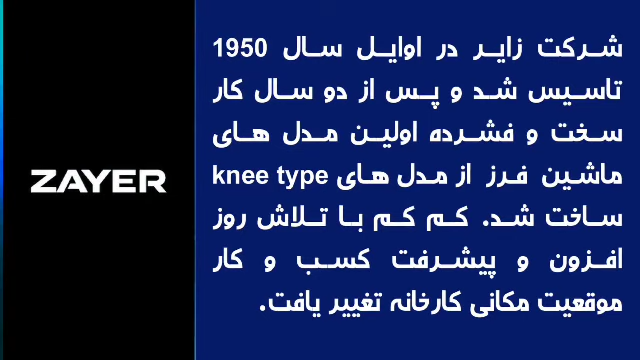 ZAYER
شرکت زایر در اوایل سال 1950
تاسیس شد و پس از دو سال کار
سخت و فشرده اولین مدل های
ماشین فرز از مدل های knee type
ساخت شد. کم کم با تلاش روز
افزون و پیشرفت کسب و کار
موقعیت مکانی کارخانه تغییر یافت.